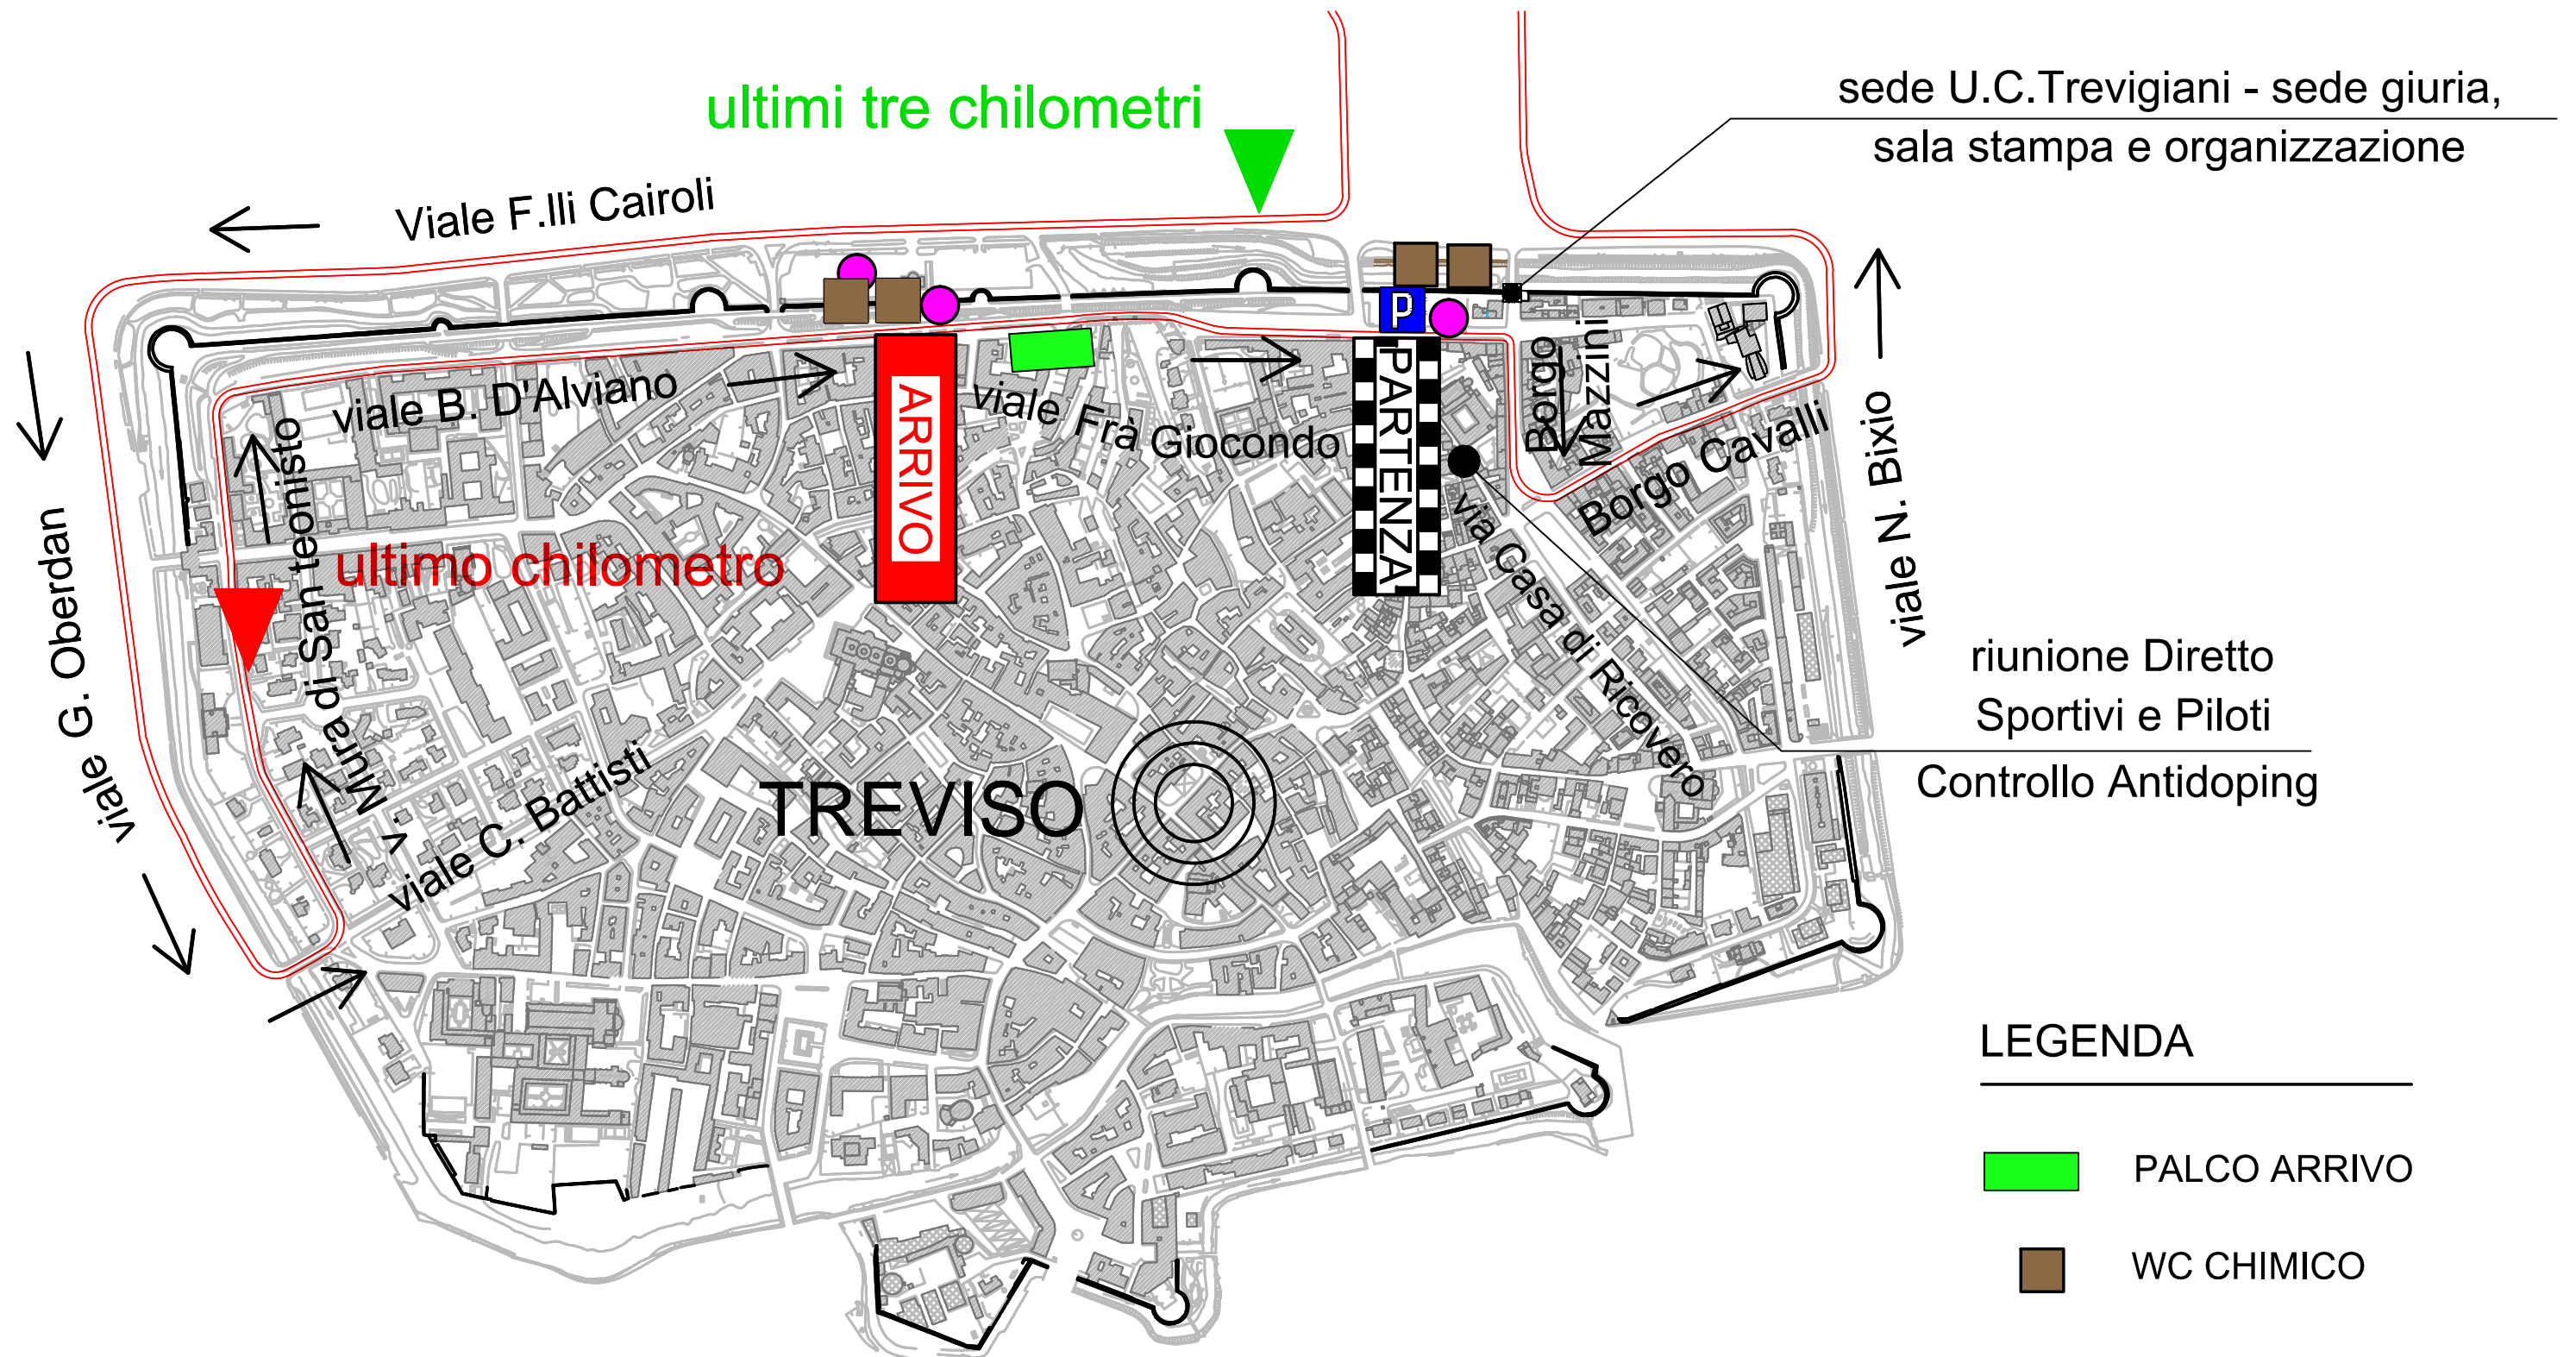 ultimi tre chilometri
sede U.C.Trevigiani - sede giuria,
sala stampa e organizzazione
Viale F.lli Cairoli
P
viale B. D'Alviano
ARRIVO
viale Frà Giocondo
PARTENZA
Borgo
Mazzini
Borgo Cavalli
viale N. Bixio
viale G. Oberdan
v. Mura di San teonisto
ultimo chilometro
via Casa di Ricovero
riunione Diretto
Sportivi e Piloti
Controllo Antidoping
viale C. Battisti
TREVISO
LEGENDA
PALCO ARRIVO
WC CHIMICO